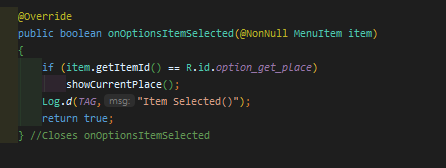 @Override
public boolean onOptionsItemSelected(@NonNull MenuItem item)
{
if (item.getItemId() == R.id.option_get_place)
showCurrentPlace();
Log.d(TAG, msg: "Item Selected()");
return true;
} //Closes onOptionsItemSelected